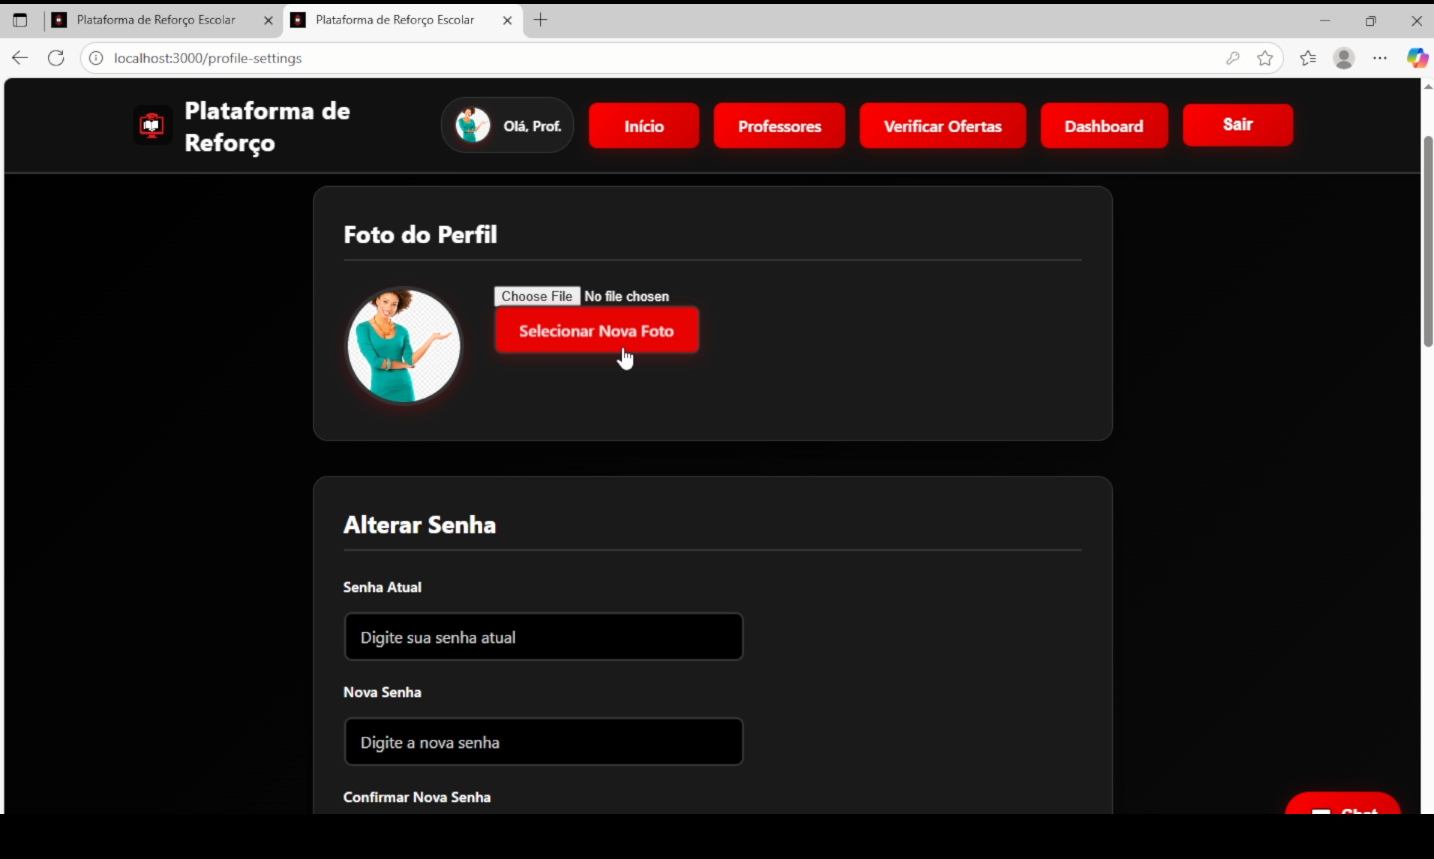 Plataforma de Reforço Escolar
Plataforma de Reforço Escolar
localhost:3000/profile-settings
Plataforma de
Reforço
Olá, Prof.
Início
Professores
Verificar Ofertas
Dashboard
Sair
Foto do Perfil
Choose File No file chosen
Selecionar Nova Foto
Alterar Senha
Senha Atual
Digite sua senha atual
Nova Senha
Digite a nova senha
Confirmar Nova Senha
Chat